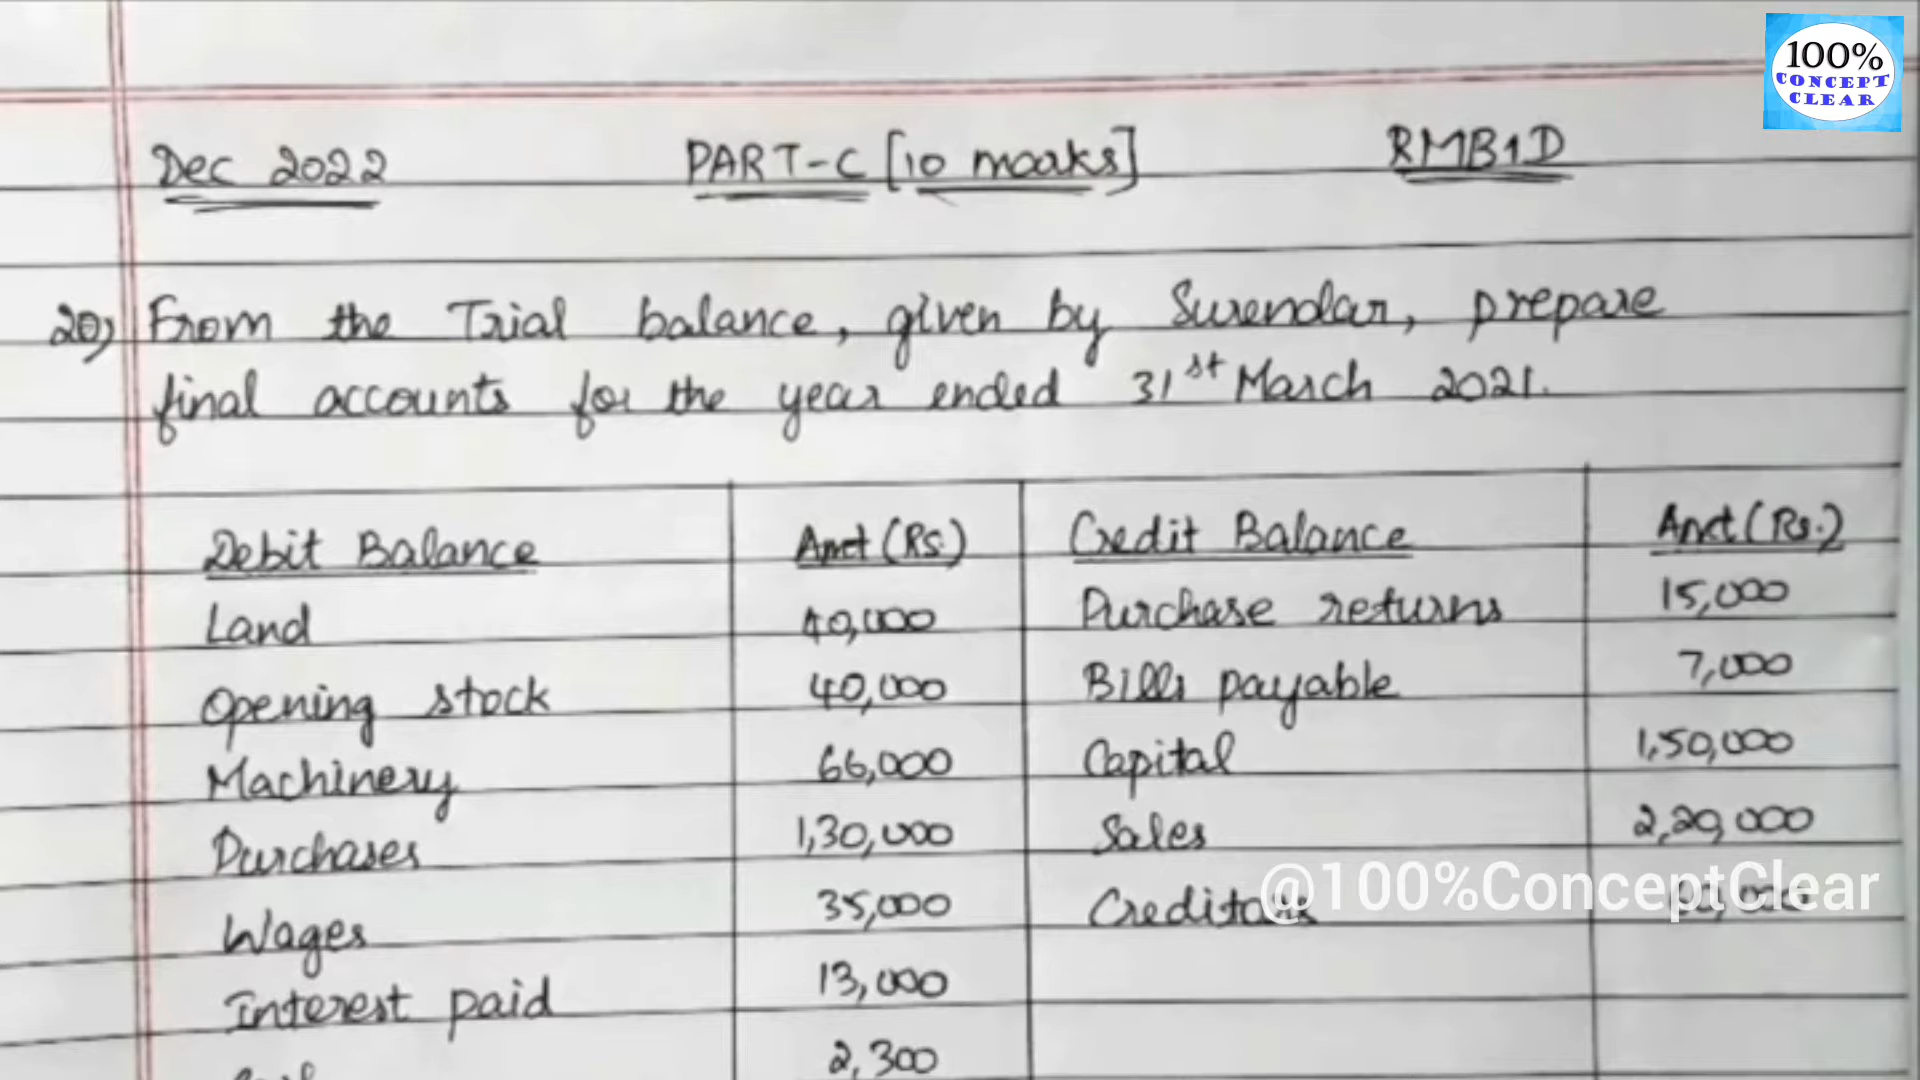 100%
CONCEPT
CLEAR
Dec 2022 PART-C [10 marks] RMB1D
20) From the Trial balance, given by Surendar, prepare
final accounts for the year ended 31st March 2021.
Debit Balance Amt (Rs.) Credit Balance Amt (Rs.)
Land 40,000 Purchase returns 15,000
Opening stock 40,000 Bills payable 7,000
Machinery 66,000 Capital 1,50,000
Purchases 1,30,000 Sales 2,29,000
Wages 35,000 Creditors
@100%ConceptClear
Interest paid 13,000
2,300